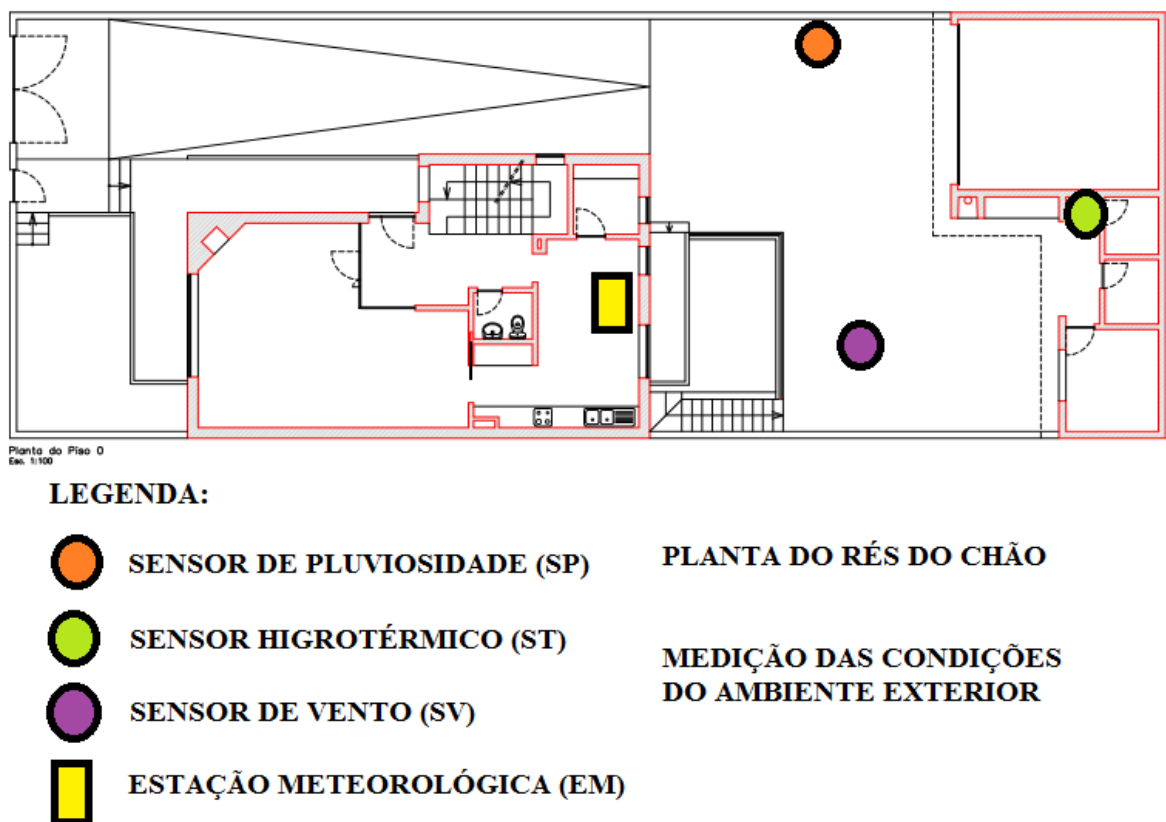 Planta do Piso 0
Esc. 1:100
LEGENDA:
SENSOR DE PLUVIOSIDADE (SP)
SENSOR HIGROTÉRMICO (ST)
SENSOR DE VENTO (SV)
ESTAÇÃO METEOROLÓGICA (EM)
PLANTA DO RÉS DO CHÃO
MEDIÇÃO DAS CONDIÇÕES
DO AMBIENTE EXTERIOR